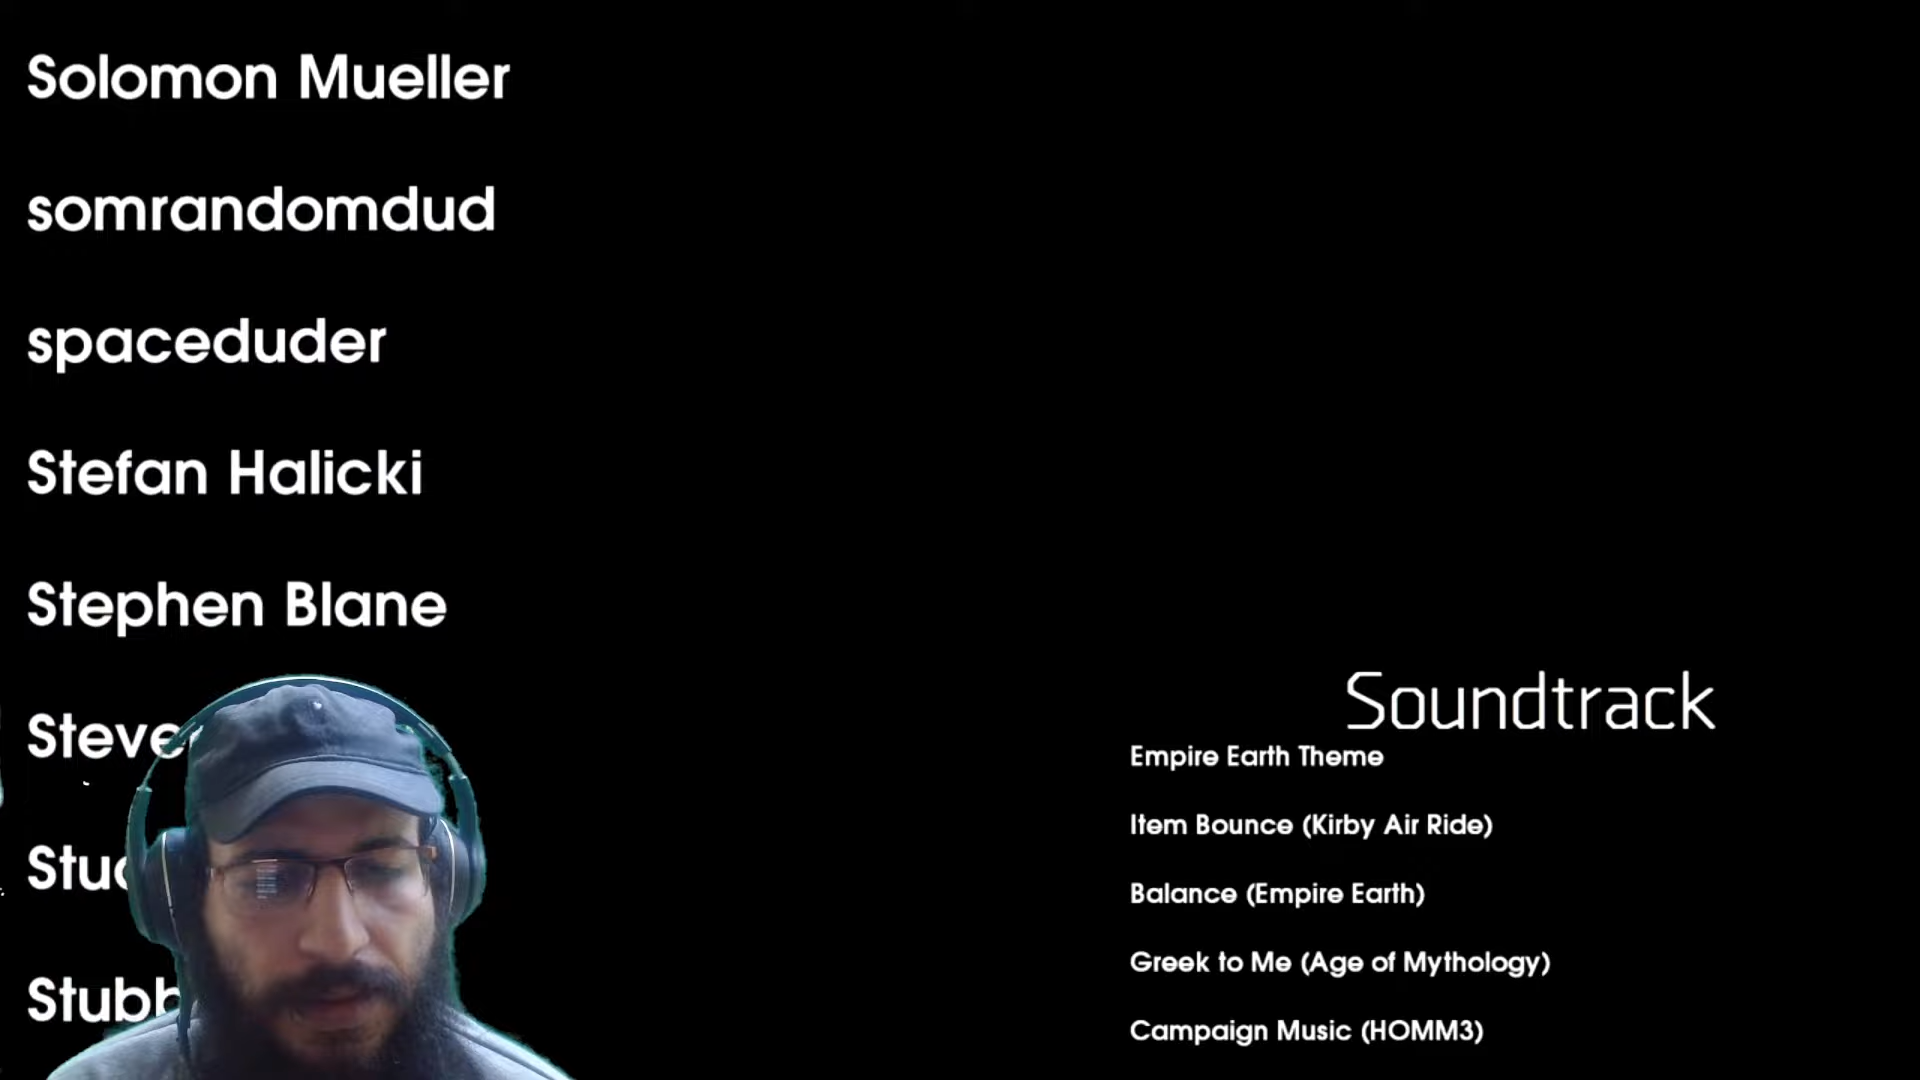 Solomon Mueller
somrandomdud
spaceduder
Stefan Halicki
Stephen Blane
Soundtrack
Empire Earth Theme
Item Bounce (Kirby Air Ride)
Balance (Empire Earth)
Greek to Me (Age of Mythology)
Campaign Music (HOMM3)